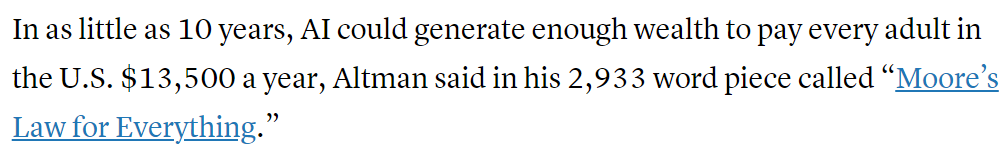 In as little as 10 years, AI could generate enough wealth to pay every adult in
the U.S. $13,500 a year, Altman said in his 2,933 word piece called “Moore’s
Law for Everything.”